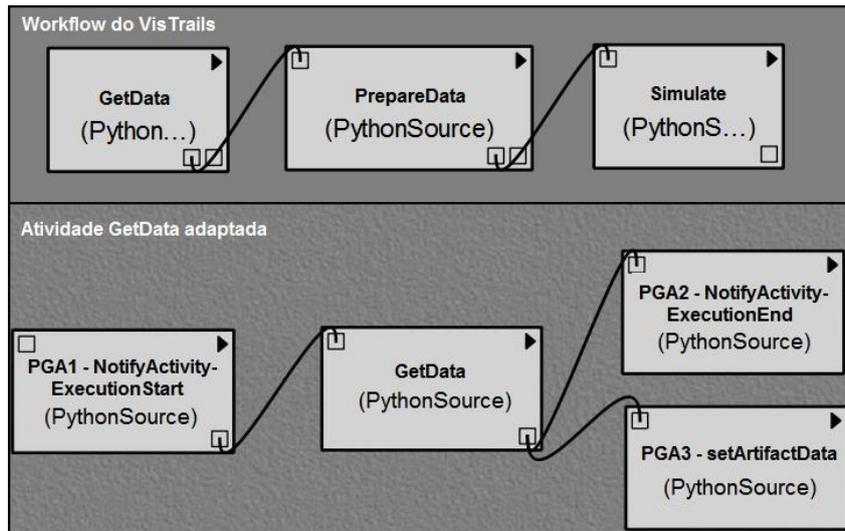 Workflow do VisTrails
GetData
(Python...)
PrepareData
(PythonSource)
Simulate
(PythonS...)
Atividade GetData adaptada
PGA1 - NotifyActivity-
ExecutionStart
(PythonSource)
GetData
(PythonSource)
PGA2 - NotifyActivity-
ExecutionEnd
(PythonSource)
PGA3 - setArtifactData
(PythonSource)